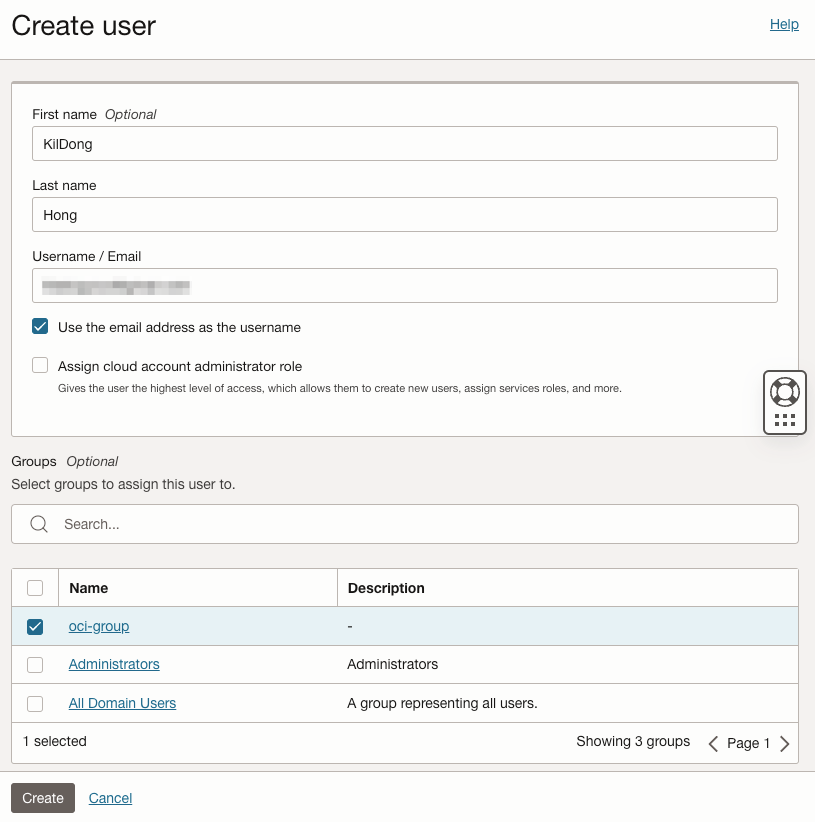 Create user
Help
First name Optional
KilDong
Last name
Hong
Username / Email
Use the email address as the username
Assign cloud account administrator role
Gives the user the highest level of access, which allows them to create new users, assign services roles, and more.
Groups Optional
Select groups to assign this user to.
Search...
Name Description
oci-group -
Administrators Administrators
All Domain Users A group representing all users.
1 selected Showing 3 groups Page 1
Create Cancel